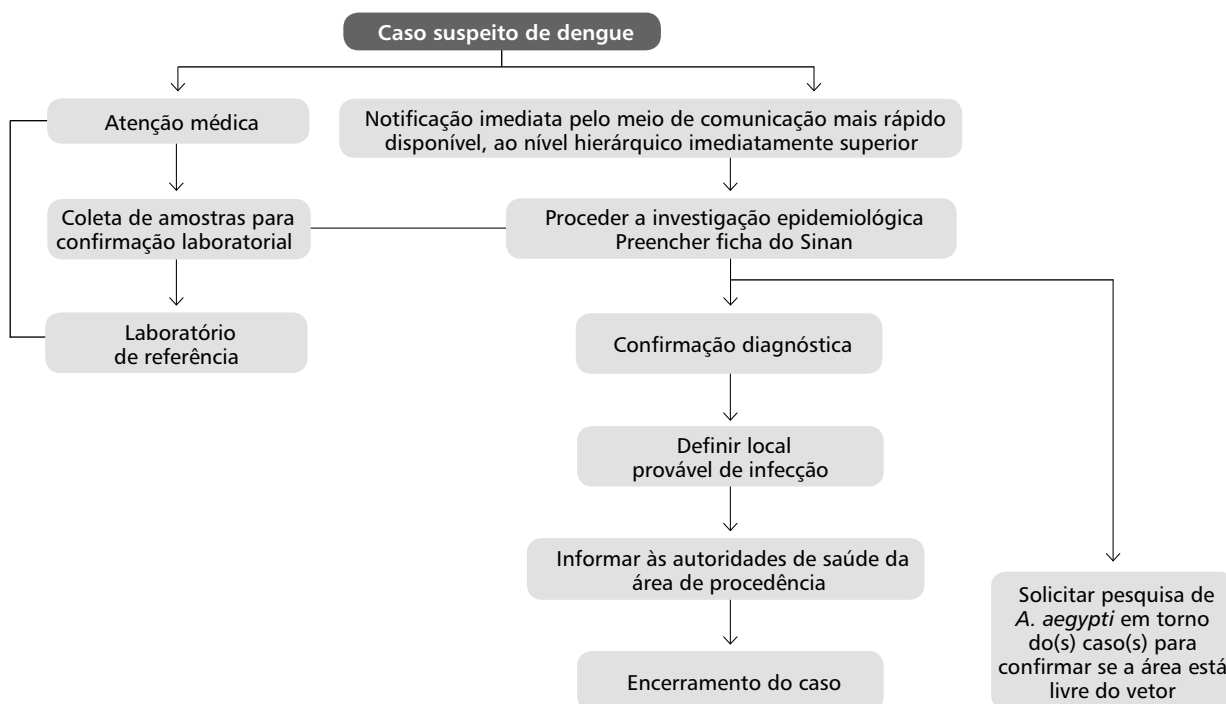 Caso suspeito de dengue
Atenção médica
Notificação imediata pelo meio de comunicação mais rápido
disponível, ao nível hierárquico imediatamente superior
Coleta de amostras para
confirmação laboratorial
Proceder a investigação epidemiológica
Preencher ficha do Sinan
Laboratório
de referência
Confirmação diagnóstica
Definir local
provável de infecção
Informar às autoridades de saúde da
área de procedência
Encerramento do caso
Solicitar pesquisa de
A. aegypti em torno
do(s) caso(s) para
confirmar se a área está
livre do vetor